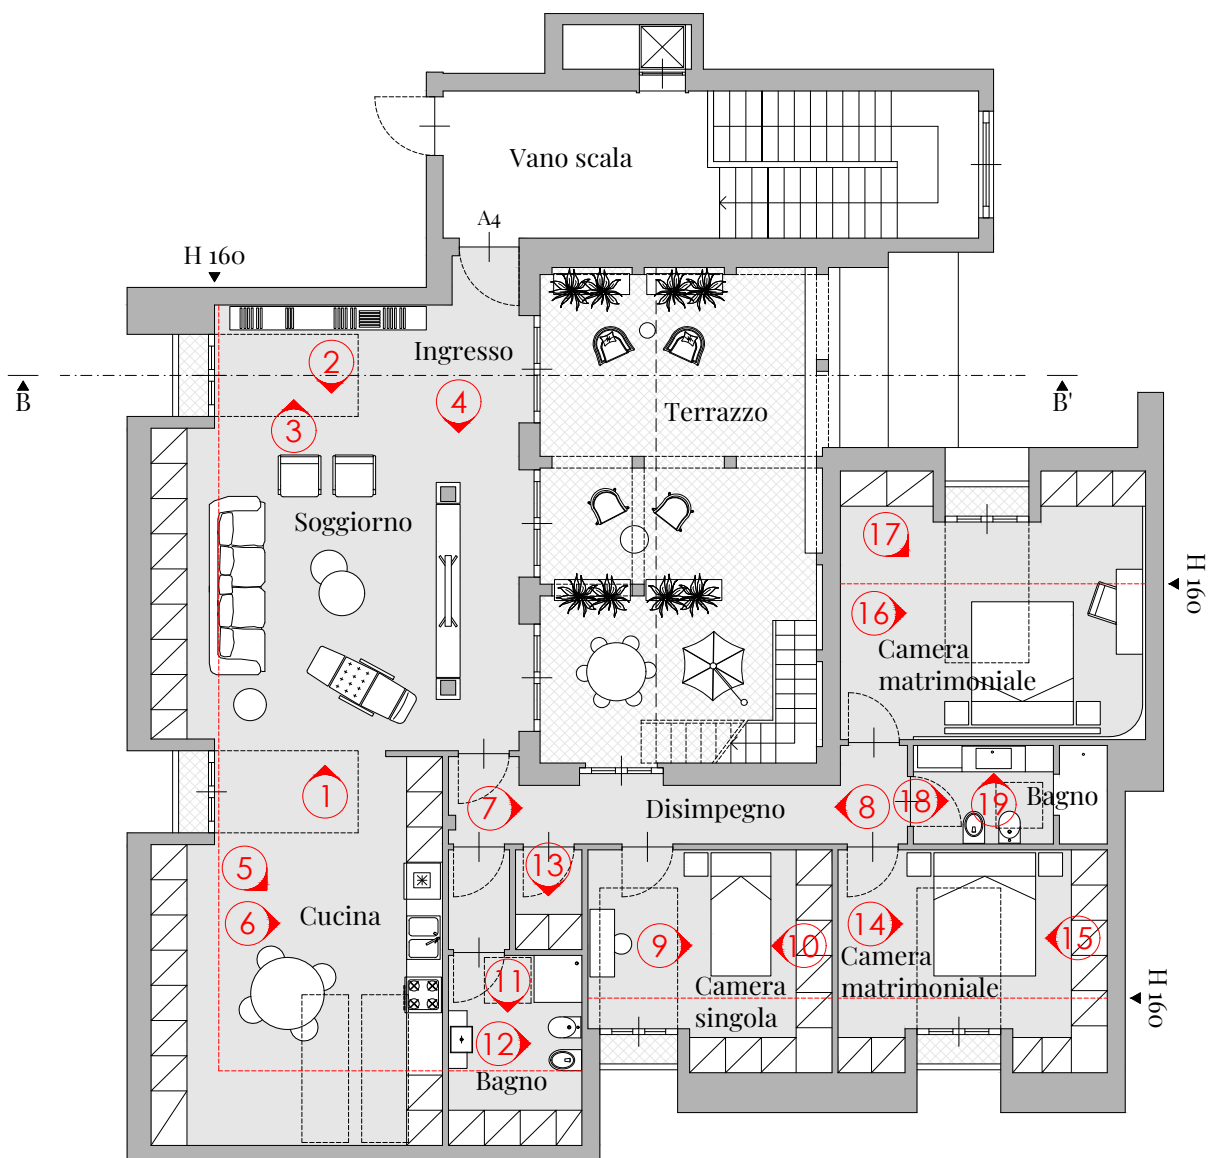 Vano scala
A4
H 160
2
Ingresso
B
B'
4
3
Terrazzo
Soggiorno
17
H 160
16
Camera
matrimoniale
1
7
Disimpegno
8
18
19
Bagno
5
13
6
Cucina
9
10
14
15
Camera
matrimoniale
11
Camera
singola
H 160
12
Bagno